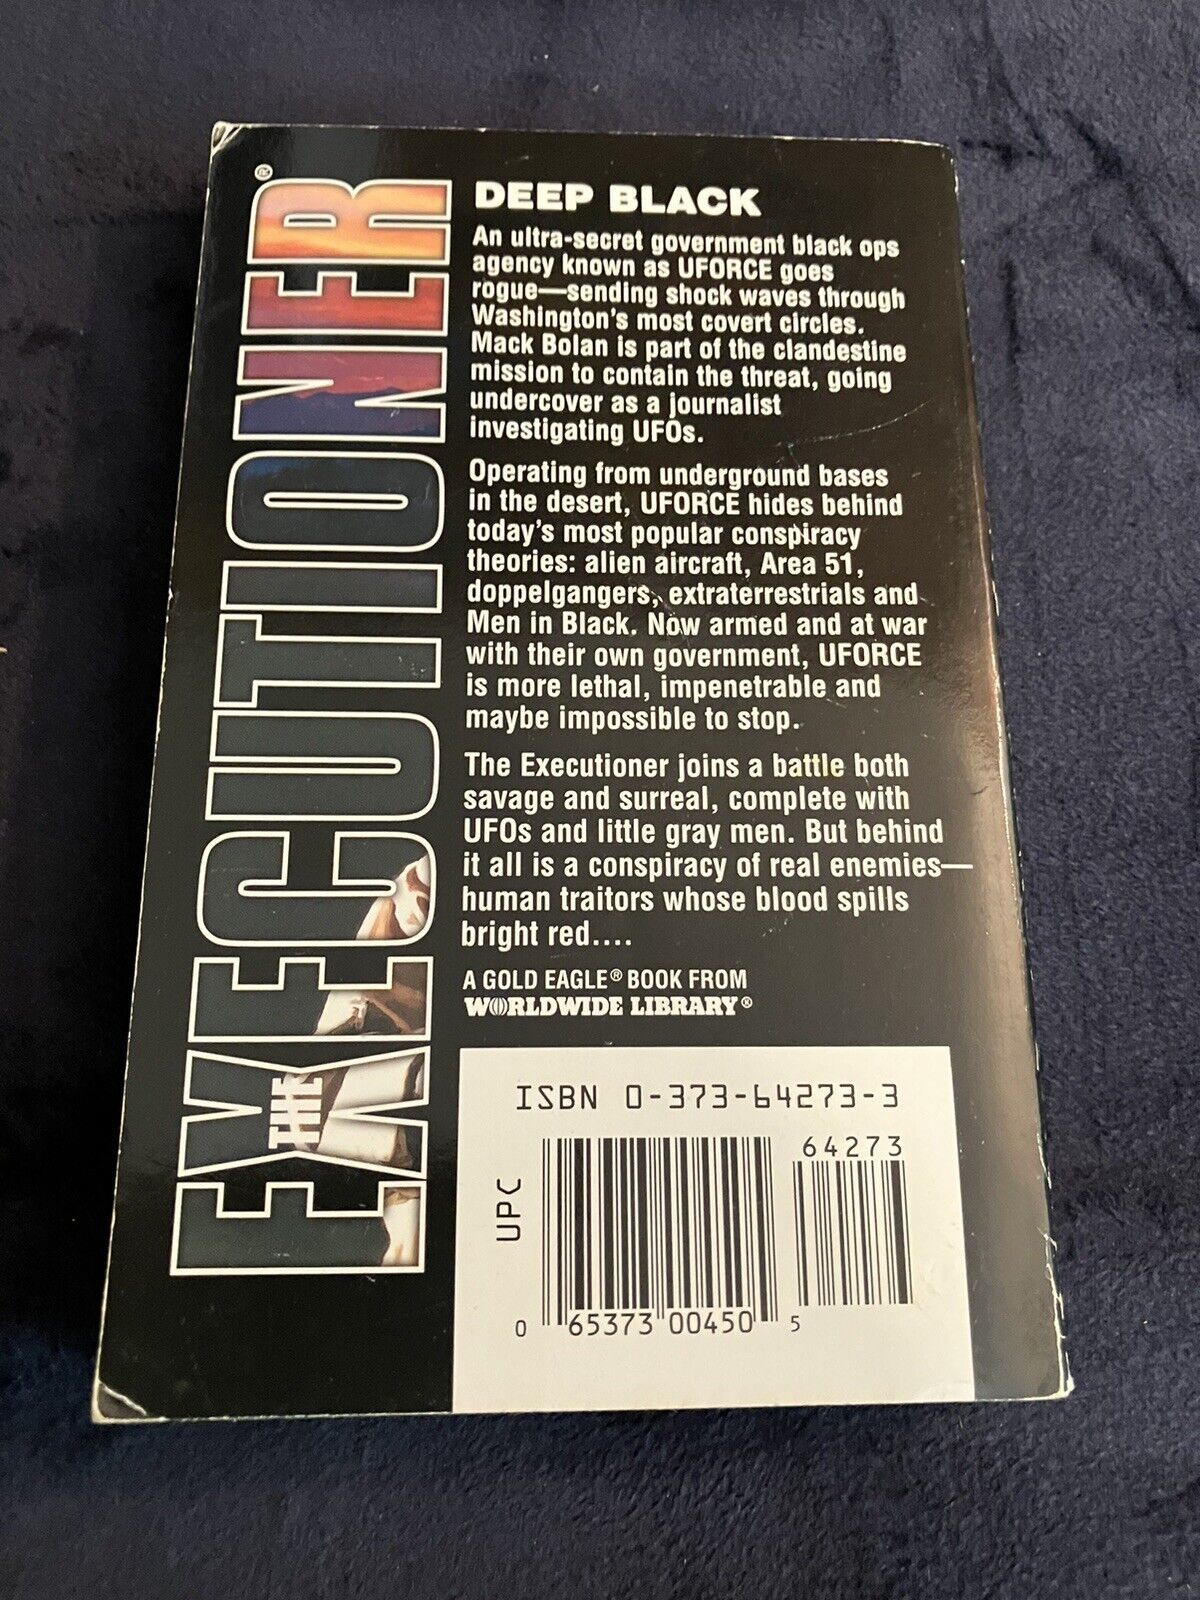 THE
EXECUTIONER®
DEEP BLACK
An ultra-secret government black ops
agency known as UFORCE goes
rogue—sending shock waves through
Washington's most covert circles.
Mack Bolan is part of the clandestine
mission to contain the threat, going
undercover as a journalist
investigating UFOs.
Operating from underground bases
in the desert, UFORCE hides behind
today's most popular conspiracy
theories: alien aircraft, Area 51,
doppelgangers, extraterrestrials and
Men in Black. Now armed and at war
with their own government, UFORCE
is more lethal, impenetrable and
maybe impossible to stop.
The Executioner joins a battle both
savage and surreal, complete with
UFOs and little gray men. But behind
it all is a conspiracy of real enemies—
human traitors whose blood spills
bright red....
A GOLD EAGLE® BOOK FROM
WORLDWIDE LIBRARY®
ISBN 0-373-64273-3
64273
UPC
0 65373 00450 5